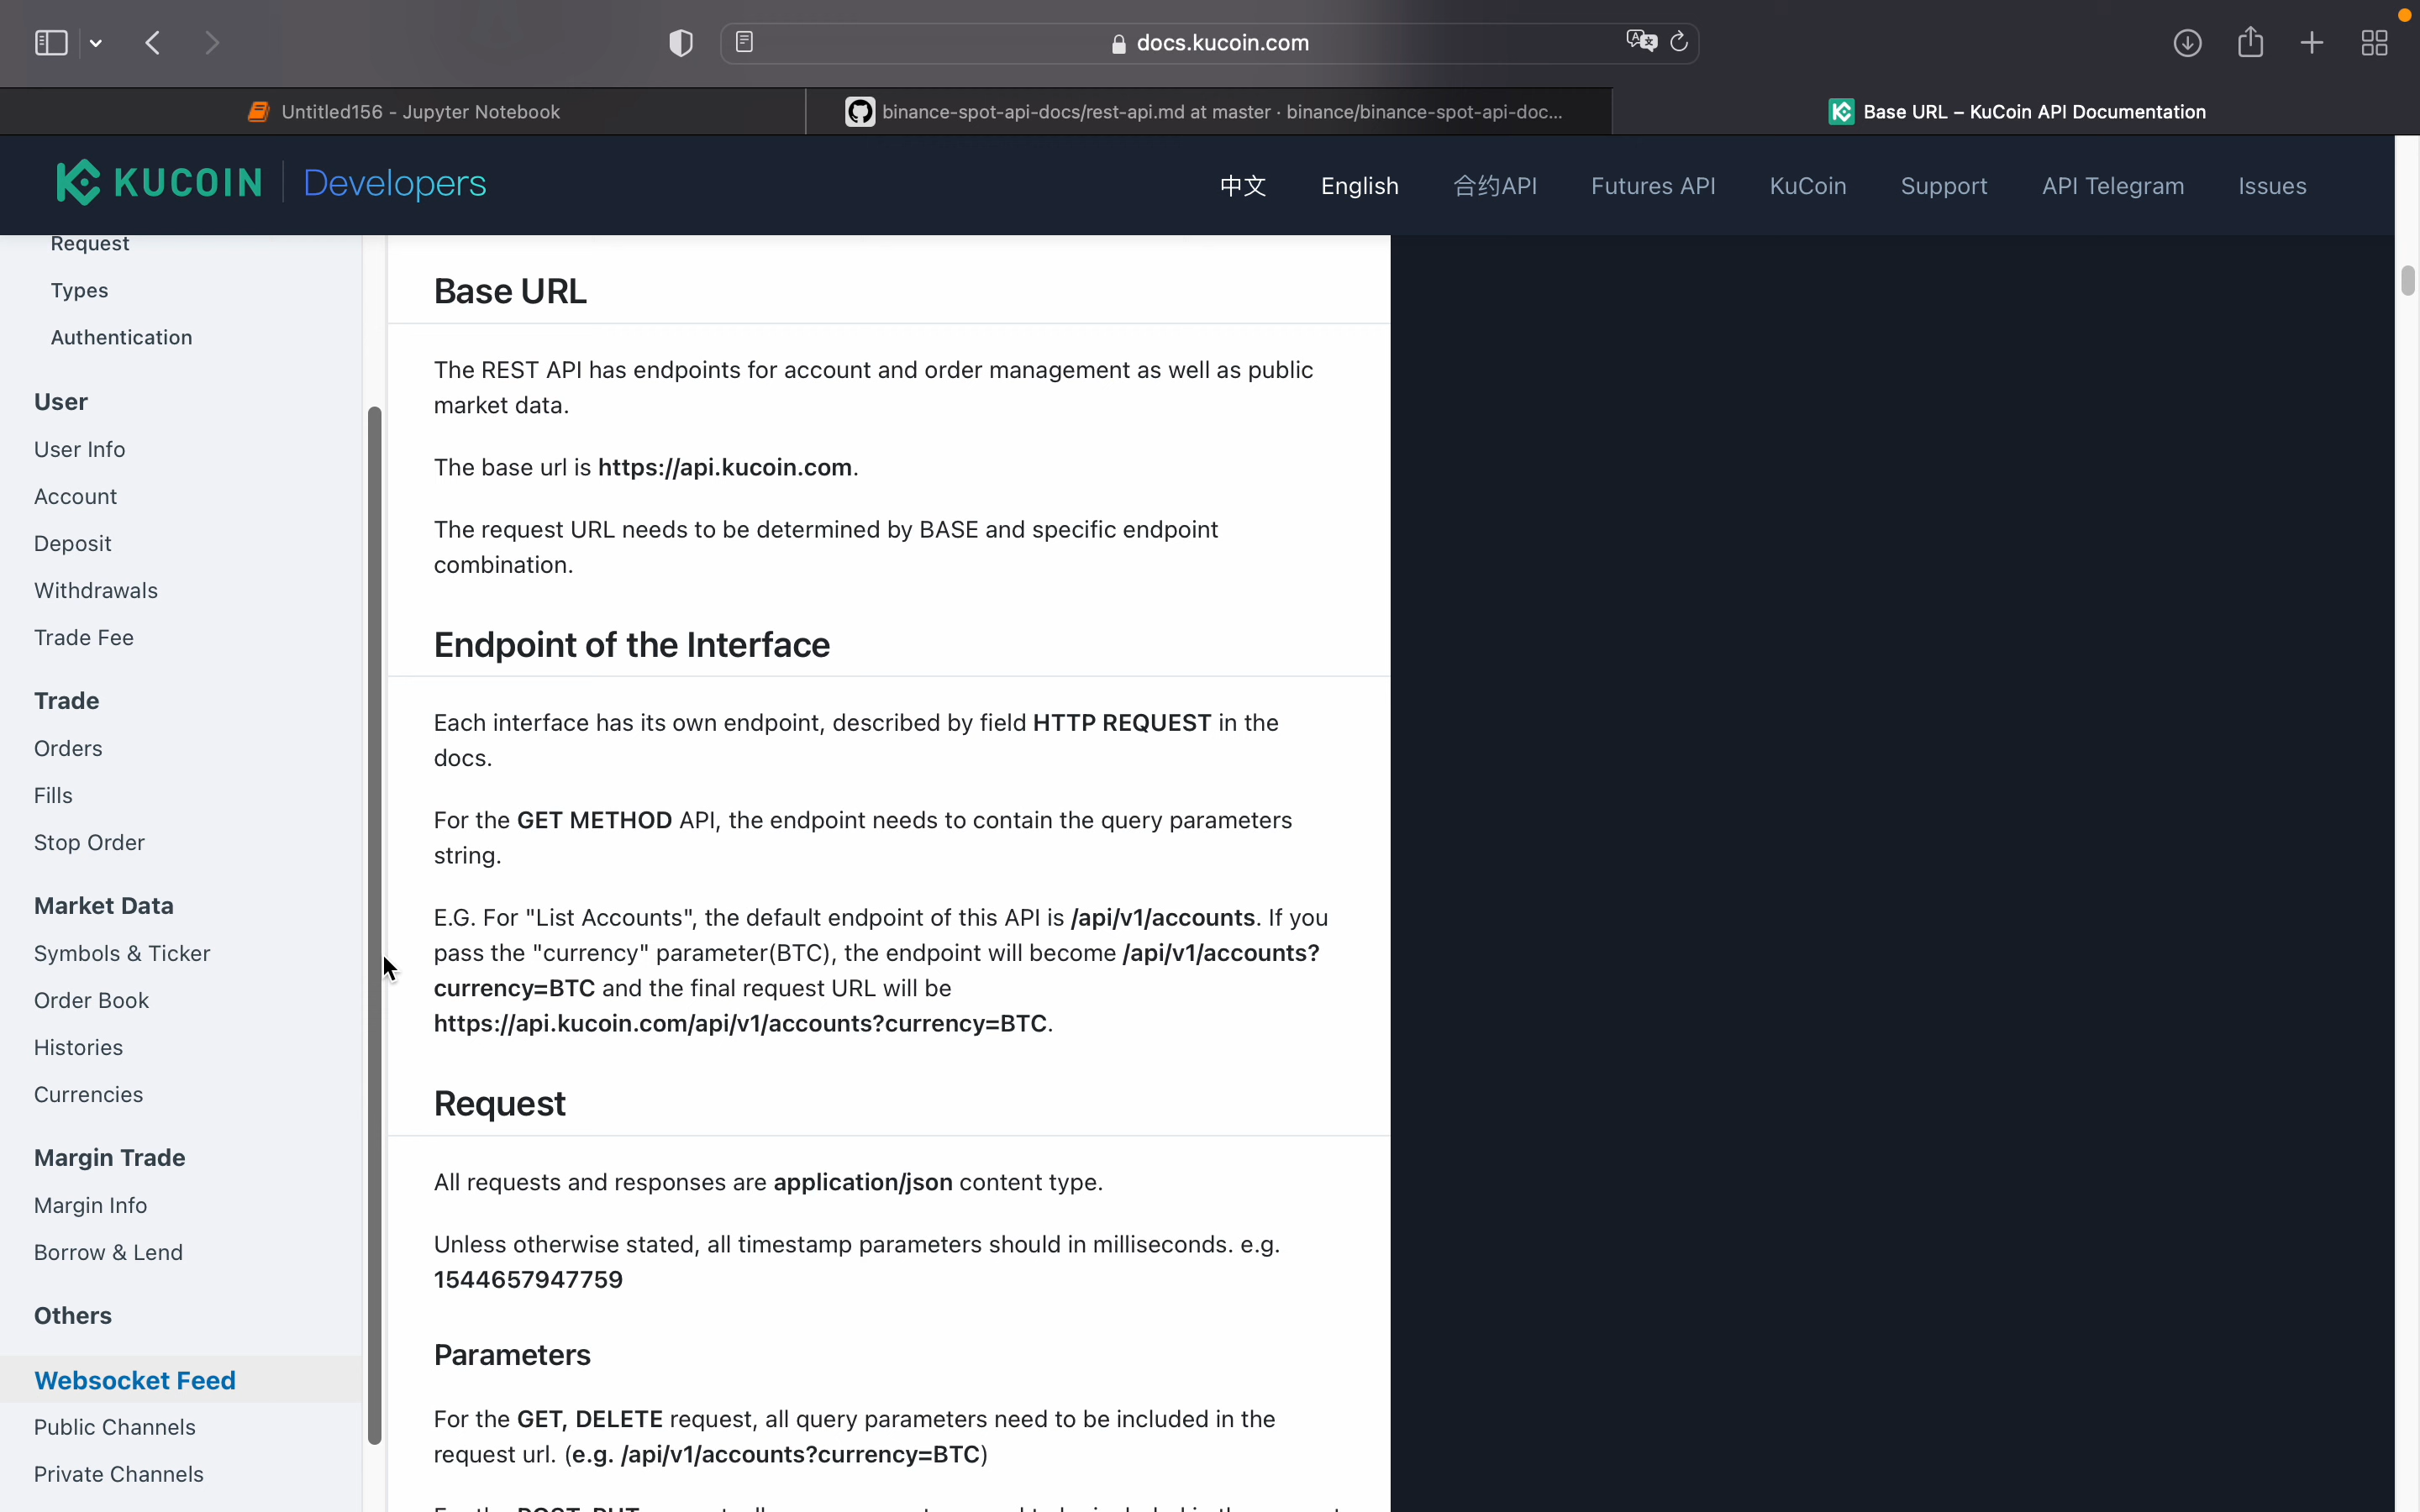 docs.kucoin.com
Untitled156 - Jupyter Notebook
binance-spot-api-docs/rest-api.md at master · binance/binance-spot-api-doc...
Base URL – KuCoin API Documentation
KUCOIN Developers
中文 English 合约API Futures API KuCoin Support API Telegram Issues
Request
Types
Authentication
User
User Info
Account
Deposit
Withdrawals
Trade Fee
Trade
Orders
Fills
Stop Order
Market Data
Symbols & Ticker
Order Book
Histories
Currencies
Margin Trade
Margin Info
Borrow & Lend
Others
Websocket Feed
Public Channels
Private Channels
Base URL
The REST API has endpoints for account and order management as well as public
market data.
The base url is https://api.kucoin.com.
The request URL needs to be determined by BASE and specific endpoint
combination.
Endpoint of the Interface
Each interface has its own endpoint, described by field HTTP REQUEST in the
docs.
For the GET METHOD API, the endpoint needs to contain the query parameters
string.
E.G. For "List Accounts", the default endpoint of this API is /api/v1/accounts. If you
pass the "currency" parameter(BTC), the endpoint will become /api/v1/accounts?
currency=BTC and the final request URL will be
https://api.kucoin.com/api/v1/accounts?currency=BTC.
Request
All requests and responses are application/json content type.
Unless otherwise stated, all timestamp parameters should in milliseconds. e.g.
1544657947759
Parameters
For the GET, DELETE request, all query parameters need to be included in the
request url. (e.g. /api/v1/accounts?currency=BTC)